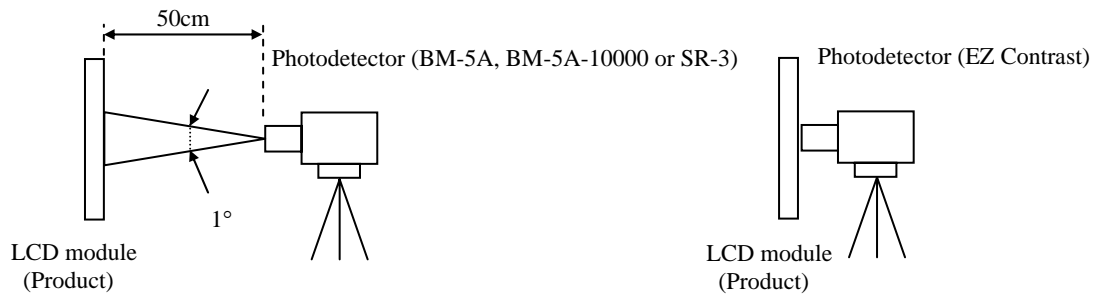 50cm
Photodetector (BM-5A, BM-5A-10000 or SR-3)
1°
LCD module
(Product)
Photodetector (EZ Contrast)
LCD module
(Product)